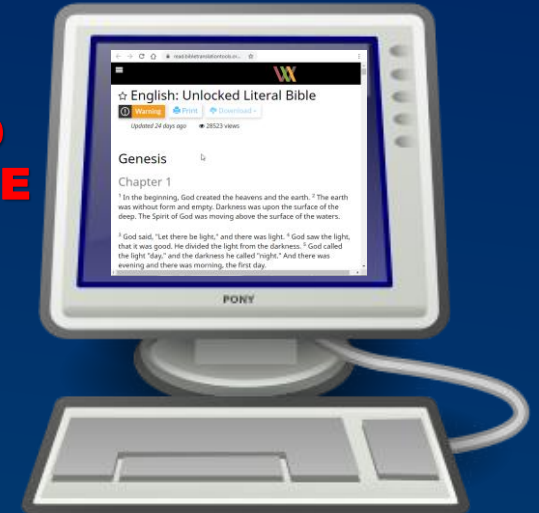 read.bibletranslationtools.o...
English: Unlocked Literal Bible
Warning Print Download
Updated 24 days ago 28523 views
Genesis
Chapter 1
1 In the beginning, God created the heavens and the earth. 2 The earth
was without form and empty. Darkness was upon the surface of the
deep. The Spirit of God was moving above the surface of the waters.
3 God said, "Let there be light," and there was light. 4 God saw the light,
that it was good. He divided the light from the darkness. 5 God called
the light "day," and the darkness he called "night." And there was
evening and there was morning, the first day.
E
PONY